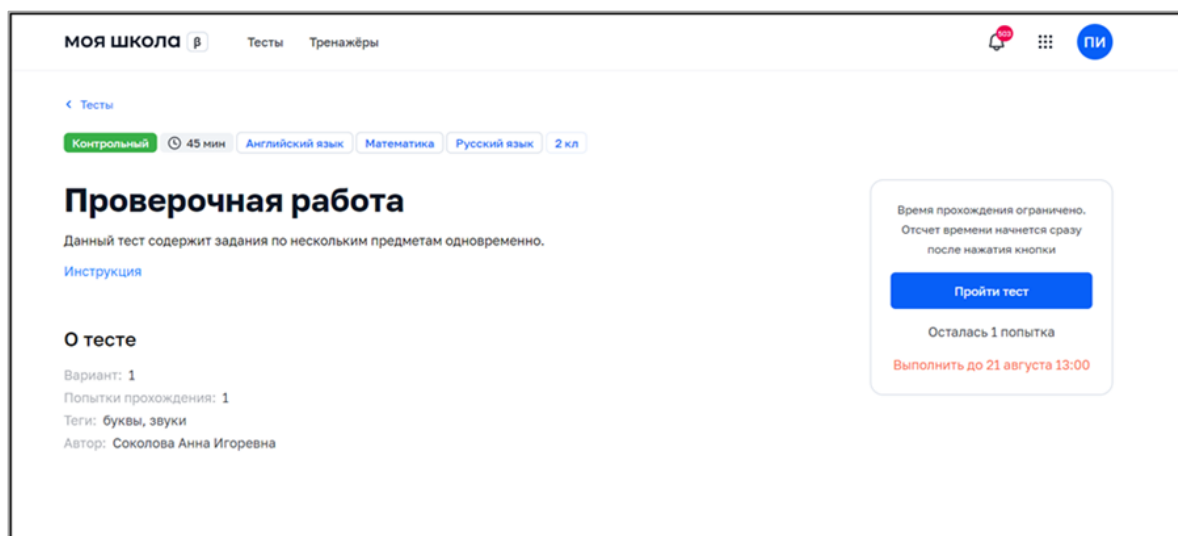 моя школа β
Тесты
Тренажёры
503
ПИ
Тесты
Контрольный
45 мин
Английский язык
Математика
Русский язык
2 кл
Проверочная работа
Данный тест содержит задания по нескольким предметам одновременно.
Инструкция
О тесте
Вариант: 1
Попытки прохождения: 1
Теги: буквы, звуки
Автор: Соколова Анна Игоревна
Время прохождения ограничено.
Отсчет времени начнется сразу
после нажатия кнопки
Пройти тест
Осталась 1 попытка
Выполнить до 21 августа 13:00